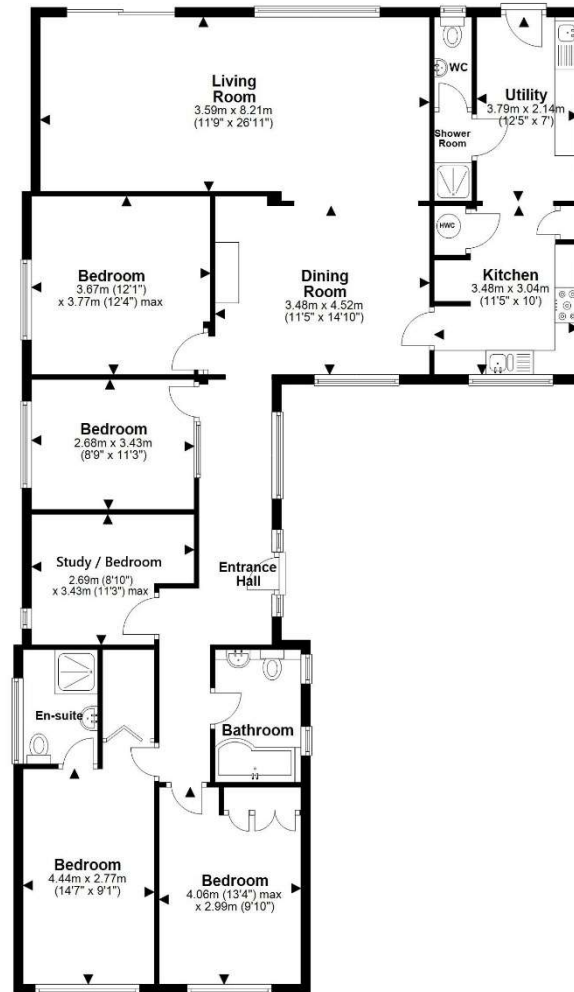 Living
Room
3.59m x 8.21m
(11'9" x 26'11")
WC
Utility
3.79m x 2.14m
(12'5" x 7')
Shower
Room
HWC
Bedroom
3.67m (12'1")
x 3.77m (12'4") max
Dining
Room
3.48m x 4.52m
(11'5" x 14'10")
Kitchen
3.48m x 3.04m
(11'5" x 10')
Bedroom
2.68m x 3.43m
(8'9" x 11'3")
Study / Bedroom
2.69m (8'10")
x 3.43m (11'3") max
Entrance
Hall
En-suite
Bathroom
Bedroom
4.44m x 2.77m
(14'7" x 9'1")
Bedroom
4.06m (13'4") max
x 2.99m (9'10")